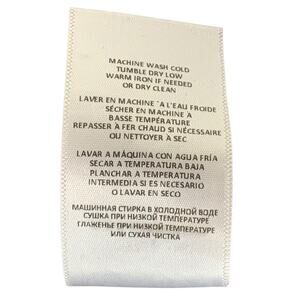 MACHINE WASH COLD
TUMBLE DRY LOW
WARM IRON IF NEEDED
OR DRY CLEAN
LAVER EN MACHINE `A L'EAU FROIDE
SÉCHER EN MACHINE À
BASSE TEMPÉRATURE
REPASSER À FER CHAUD SI NÉCESSAIRE
OU NETTOYER À SEC
LAVAR A MÁQUINA CON AGUA FRÍA
SECAR A TEMPERATURA BAJA
PLANCHAR A TEMPERATURA
INTERMEDIA SI ES NECESARIO
O LAVAR EN SECO
МАШИННАЯ СТИРКА В ХОЛОДНОЙ ВОДЕ
СУШКА ПРИ НИЗКОЙ ТЕМПЕРАТУРЕ
ГЛАЖЕНЬЕ ПРИ НИЗКОЙ ТЕМПЕРАТУРЕ
ИЛИ СУХАЯ ЧИСТКА